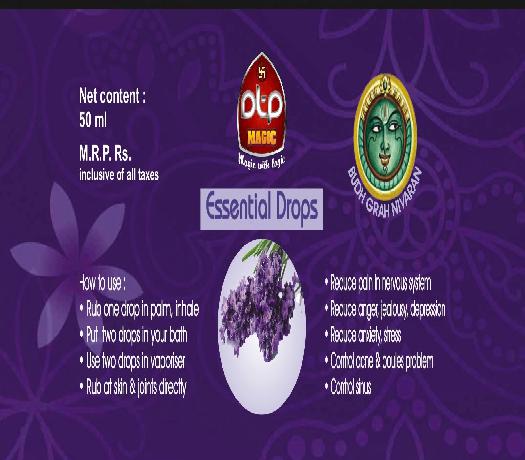 Net content :
50 ml
M.R.P. Rs.
inclusive of all taxes
otp
MAGIC
Magic with logic
BUDH GRAH NIVARAN
Essential Drops
How to use :
• Rub one drop in palm, inhale
• Put two drops in your bath
• Use two drops in vaporiser
• Rub at skin & joints directly
• Reduce pain in nervous system
• Reduce anger, jealousy, depression
• Reduce anxiety, stress
• Control acne & boules problem
• Control sinus